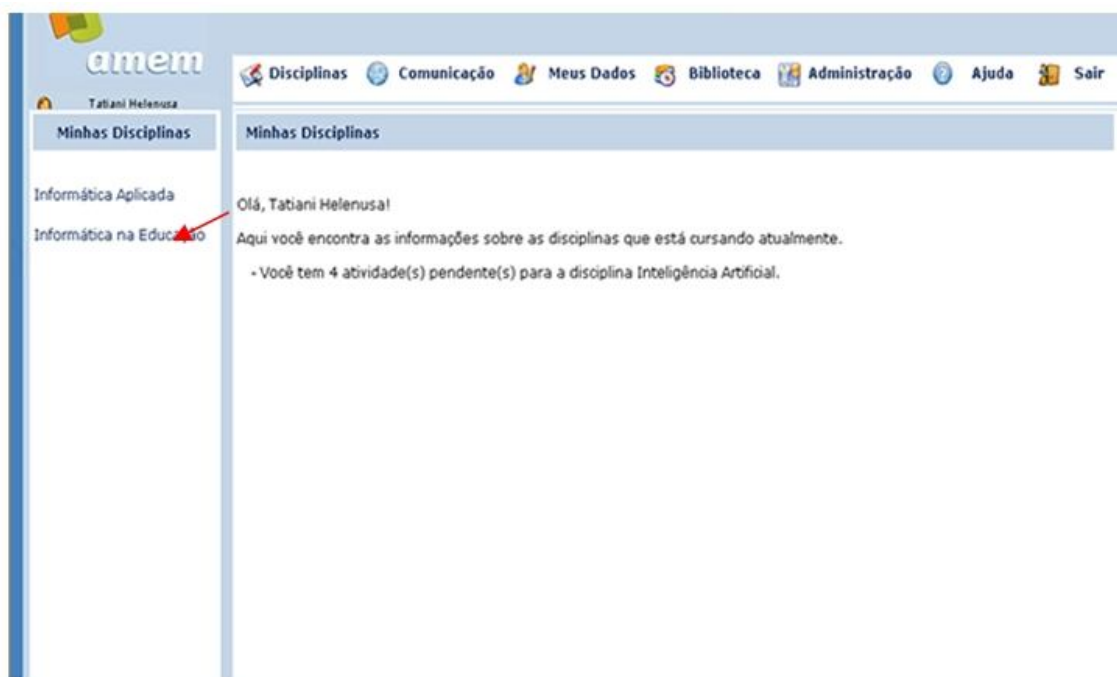 amem
Disciplinas Comunicação Meus Dados Biblioteca Administração Ajuda Sair
Tatiani Helenusa
Minhas Disciplinas
Minhas Disciplinas
Informática Aplicada
Informática na Educação
Olá, Tatiani Helenusa!
Aqui você encontra as informações sobre as disciplinas que está cursando atualmente.
- Você tem 4 atividade(s) pendente(s) para a disciplina Inteligência Artificial.